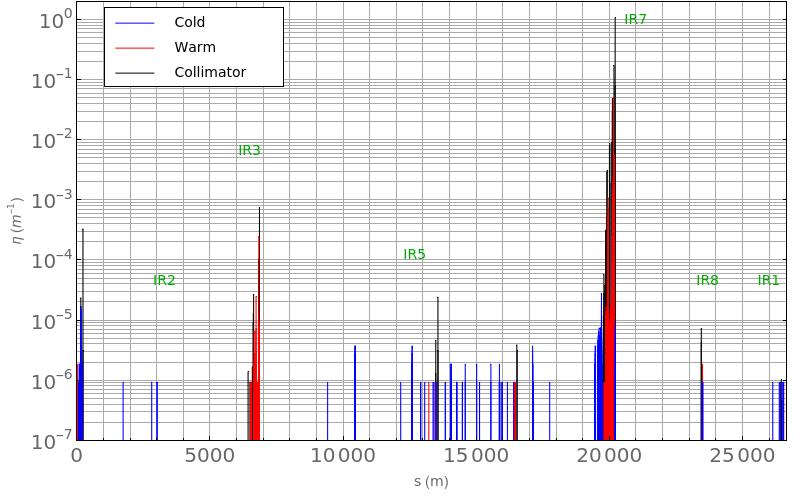 Cold
Warm
Collimator
IR7
IR3
IR5
IR2
IR8
IR1
η (m⁻¹)
10⁰
10⁻¹
10⁻²
10⁻³
10⁻⁴
10⁻⁵
10⁻⁶
10⁻⁷
0 5000 10000 15000 20000 25000
s (m)